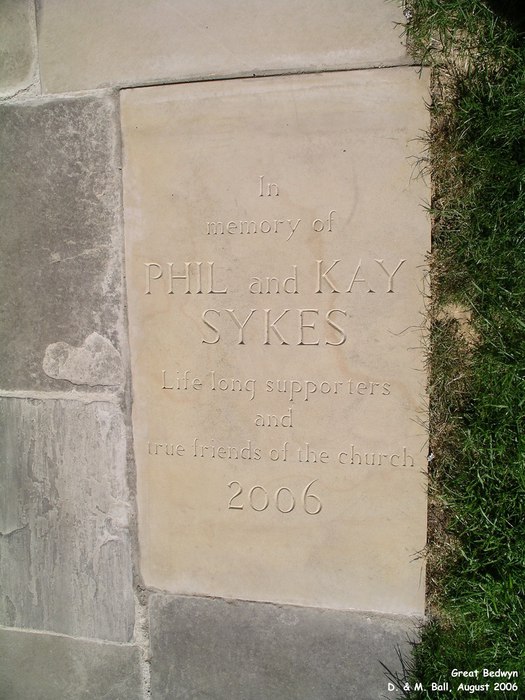 In
memory of
PHIL and KAY
SYKES
Life long supporters
and
true friends of the church
2006
Great Bedwyn
D. & M. Ball, August 2006